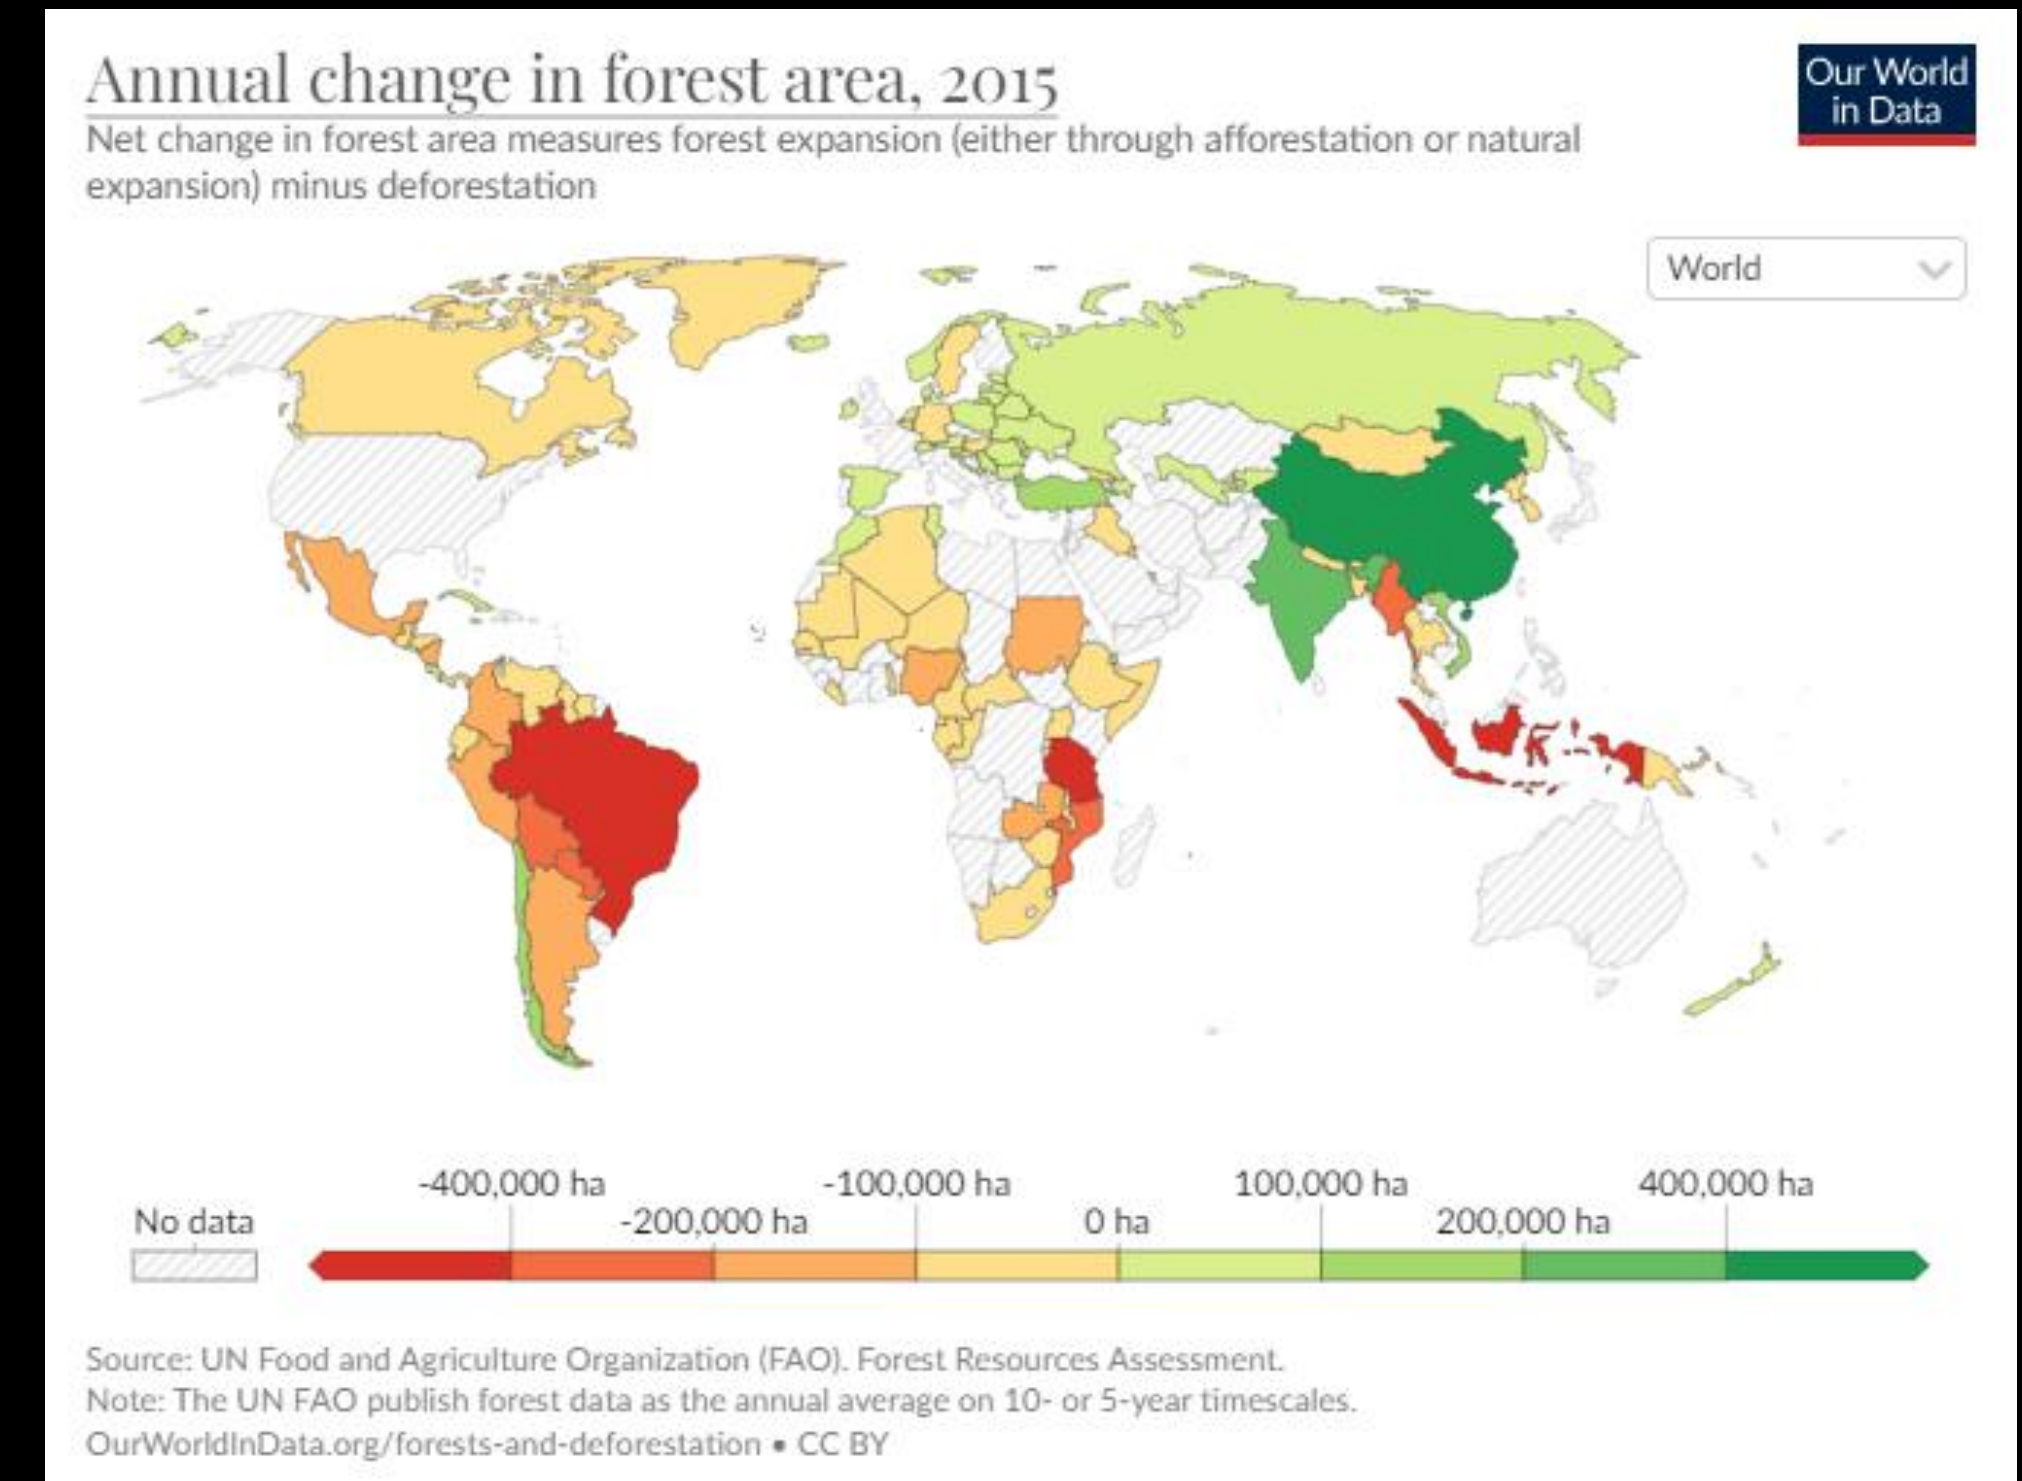 Annual change in forest area, 2015
Our World
in Data
Net change in forest area measures forest expansion (either through afforestation or natural
expansion) minus deforestation
World
-400,000 ha
-100,000 ha
100,000 ha
400,000 ha
No data
-200,000 ha
0 ha
200,000 ha
Source: UN Food and Agriculture Organization (FAO). Forest Resources Assessment.
Note: The UN FAO publish forest data as the annual average on 10- or 5-year timescales.
OurWorldInData.org/forests-and-deforestation • CC BY